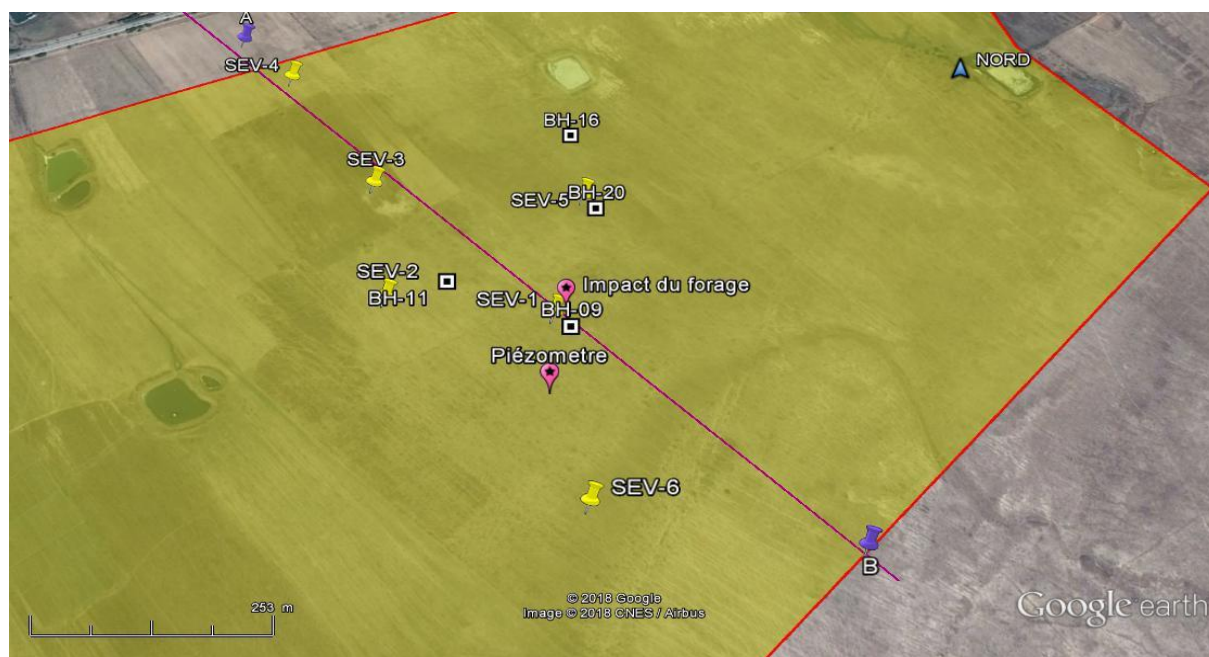 A
SEV-4
NORD
BH-16
SEV-3
SEV-5
BH-20
SEV-2
BH-11
Impact du forage
SEV-1
BH-09
Piézometre
SEV-6
B
253 m
© 2018 Google
Image © 2018 CNES / Airbus
Google earth